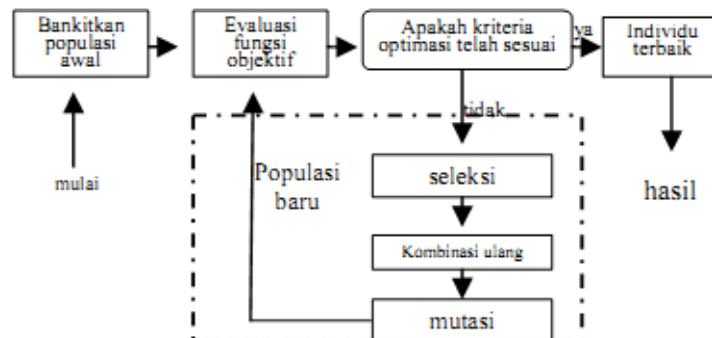 Bankitkan
populasi
awal
Evaluasi
fungsi
objektif
Apakah kriteria
optimasi telah sesuai
ya
Individu
terbaik
tidak
mulai
Populasi
baru
seleksi
hasil
Kombinasi ulang
mutasi